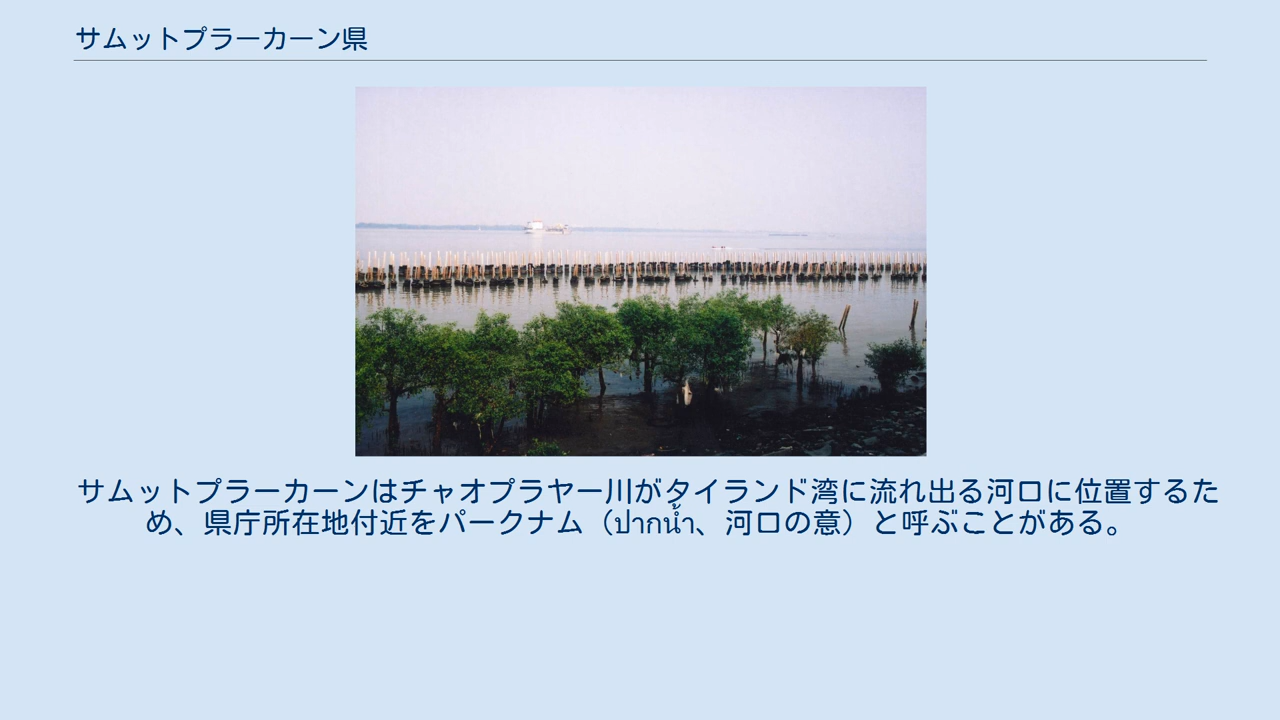 サムットプラーカーン県
サムットプラーカーンはチャオプラヤー川がタイランド湾に流れ出る河口に位置するた
め、県庁所在地付近をパークナム（ปากน้ำ、河口の意）と呼ぶことがある。